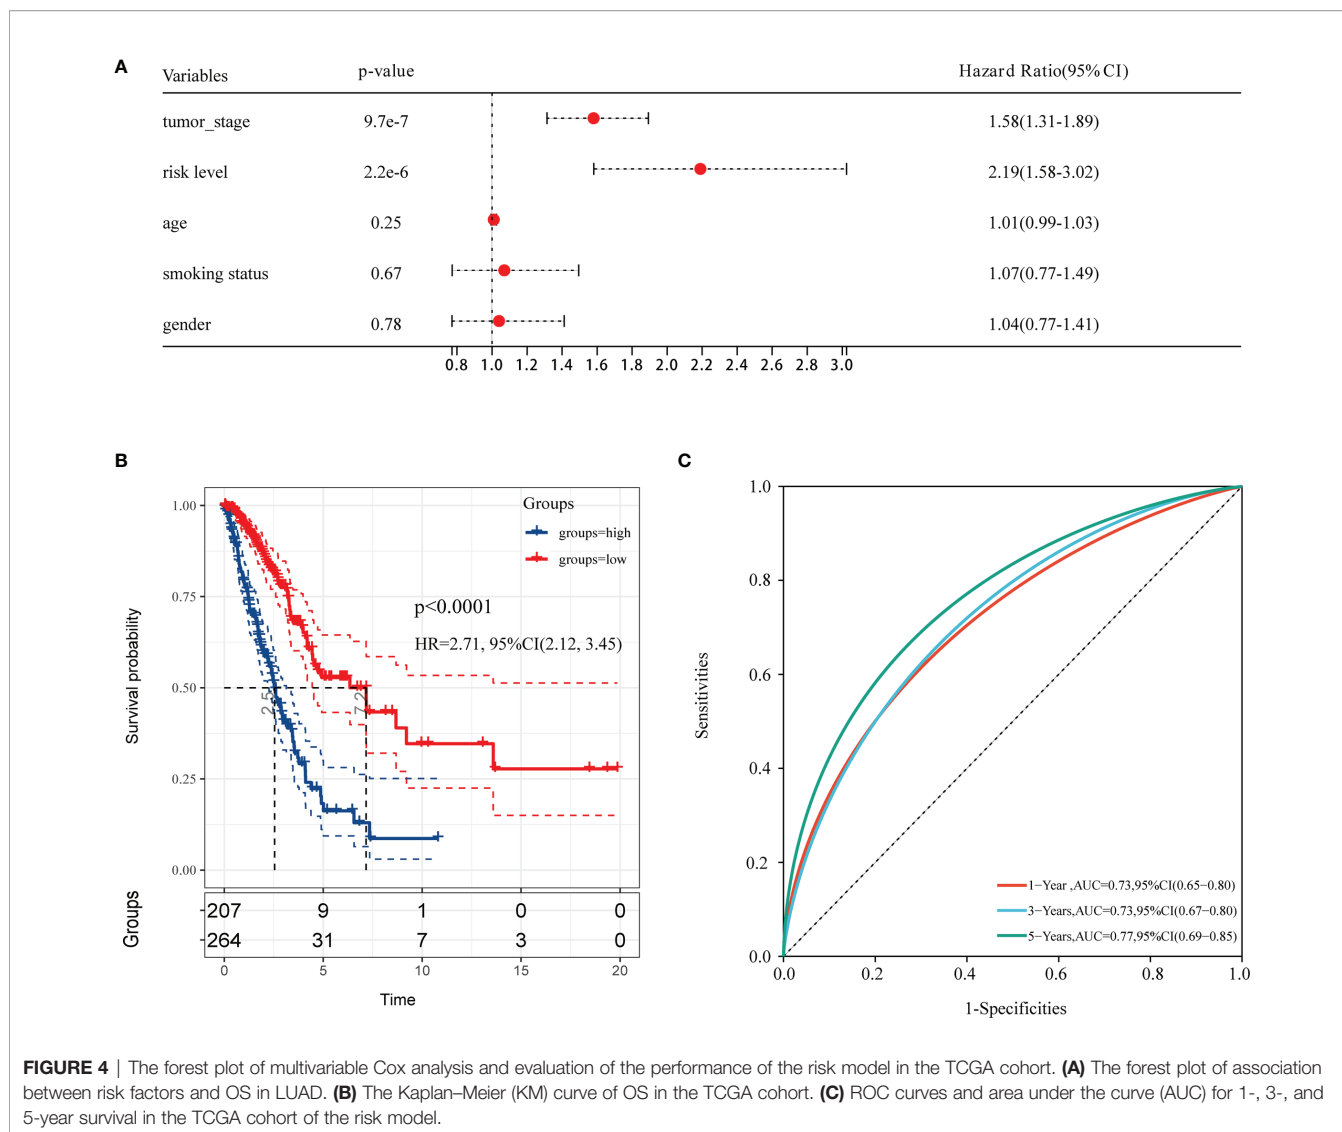 A
Variables p-value Hazard Ratio(95% CI)
tumor_stage 9.7e-7 1.58(1.31-1.89)
risk level 2.2e-6 2.19(1.58-3.02)
age 0.25 1.01(0.99-1.03)
smoking status 0.67 1.07(0.77-1.49)
gender 0.78 1.04(0.77-1.41)
0.8 1.0 1.2 1.4 1.6 1.8 2.0 2.2 2.4 2.6 2.8 3.0
B
Survival probability
1.00
0.75
0.50
0.25
0.00
Groups
groups=high
groups=low
p<0.0001
HR=2.71, 95%CI(2.12, 3.45)
2.5
7.2
Groups
207 9 1 0 0
264 31 7 3 0
0 5 10 15 20
Time
C
Sensitivities
1.0
0.8
0.6
0.4
0.2
0.0
1-Year ,AUC=0.73,95%CI(0.65-0.80)
3-Years,AUC=0.73,95%CI(0.67-0.80)
5-Years,AUC=0.77,95%CI(0.69-0.85)
0.0 0.2 0.4 0.6 0.8 1.0
1-Specificities
FIGURE 4 | The forest plot of multivariable Cox analysis and evaluation of the performance of the risk model in the TCGA cohort. (A) The forest plot of association
between risk factors and OS in LUAD. (B) The Kaplan–Meier (KM) curve of OS in the TCGA cohort. (C) ROC curves and area under the curve (AUC) for 1-, 3-, and
5-year survival in the TCGA cohort of the risk model.